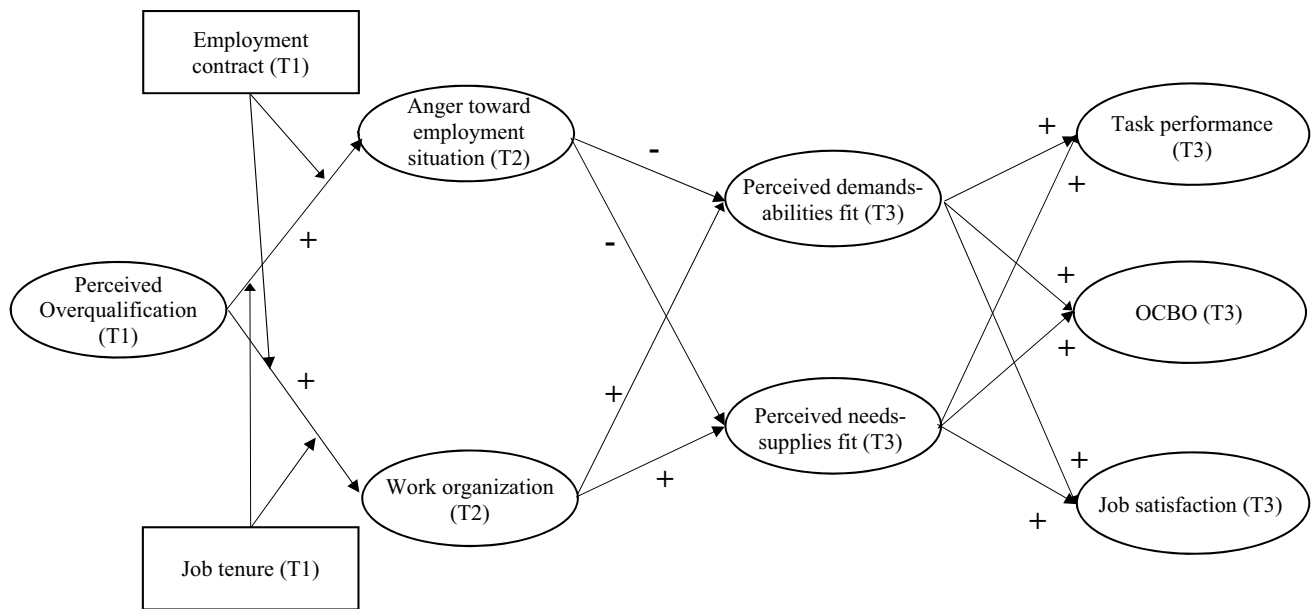 Employment
contract (T1)
Anger toward
employment
situation (T2)
+
Perceived
Overqualification
(T1)
+
Work organization
(T2)
Job tenure (T1)
-
-
+
+
Perceived demands-
abilities fit (T3)
Perceived needs-
supplies fit (T3)
+
+
+
+
+
+
Task performance
(T3)
OCBO (T3)
Job satisfaction (T3)